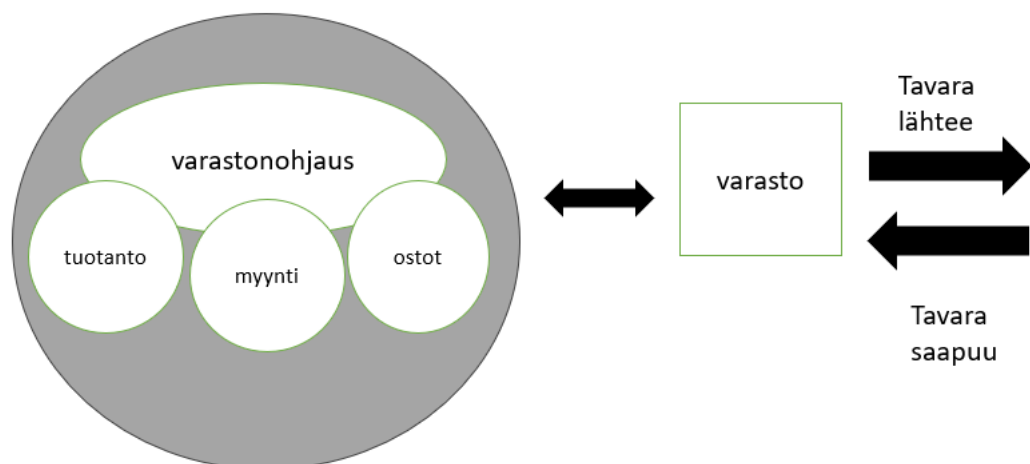 varastonohjaus
tuotanto
myynti
ostot
varasto
Tavara
lähtee
Tavara
saapuu